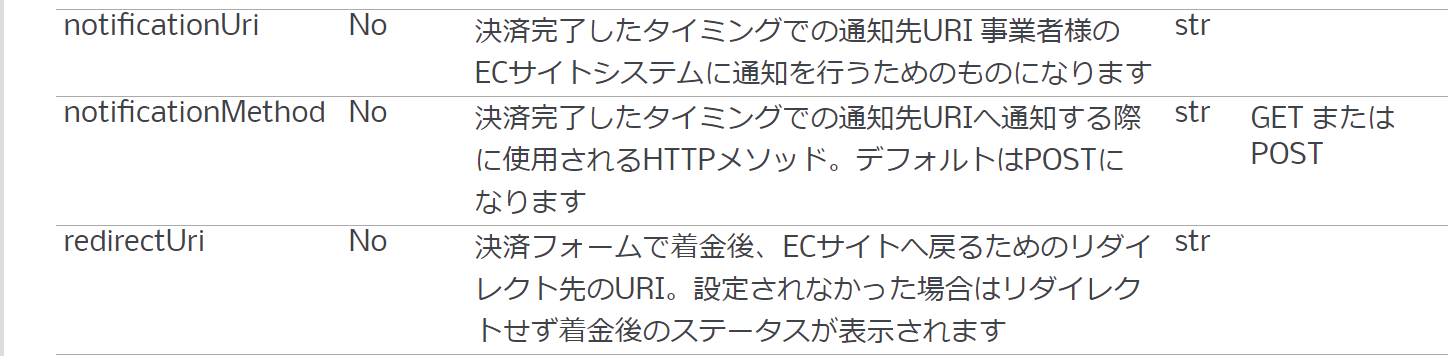 notificationUri No 決済完了したタイミングでの通知先URI 事業者様の str
ECサイトシステムに通知を行うためのものになります
notificationMethod No 決済完了したタイミングでの通知先URIへ通知する際 str GET または
に使用されるHTTPメソッド。デフォルトはPOSTに POST
なります
redirectUri No 決済フォームで着金後、ECサイトへ戻るためのリダイ str
レクト先のURI。設定されなかった場合はリダイレク
トせず着金後のステータスが表示されます